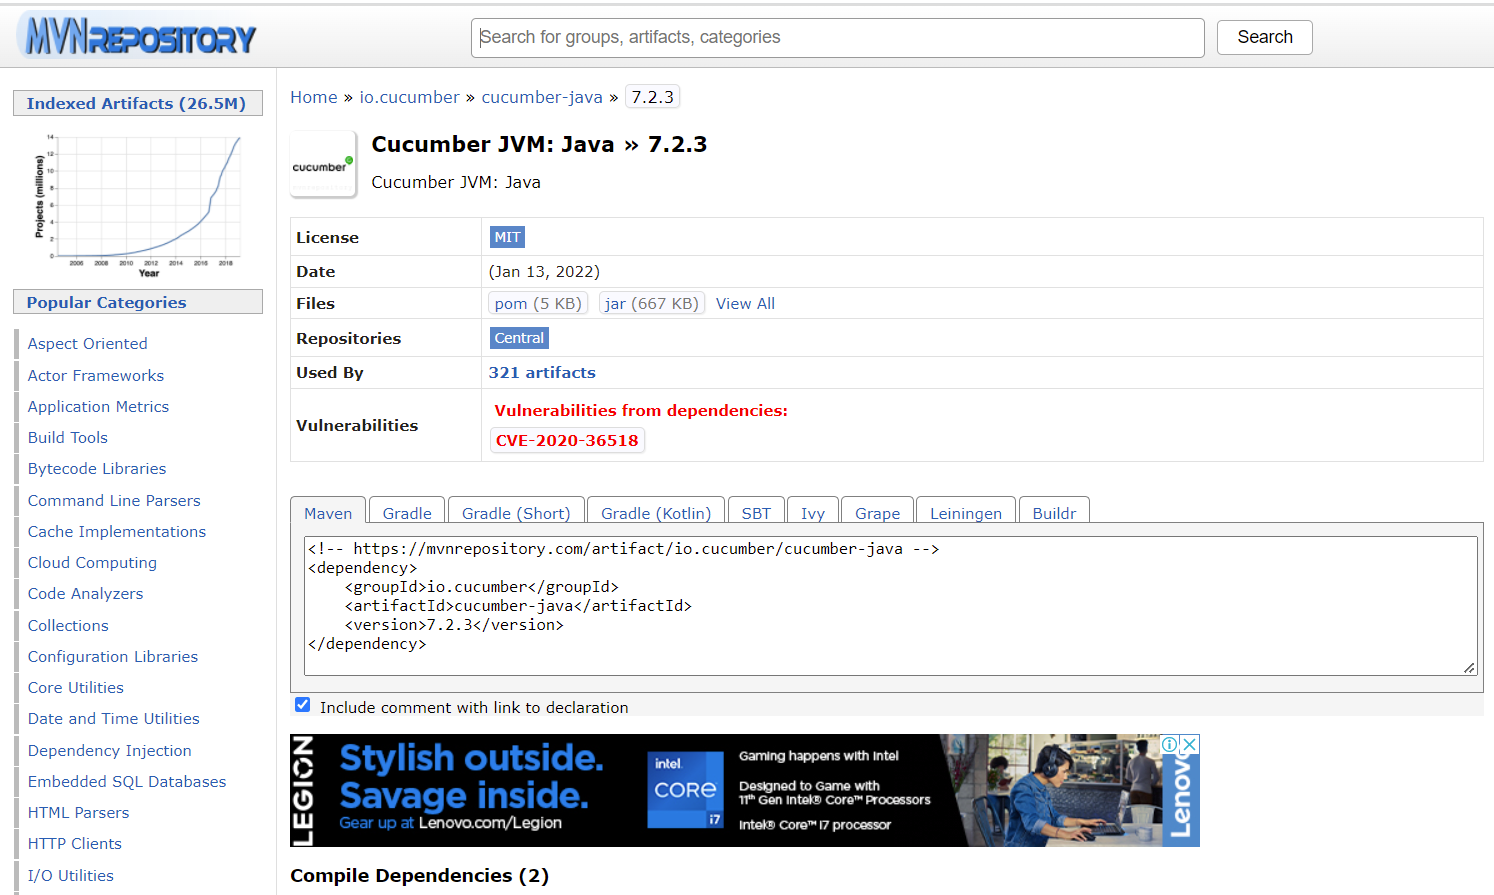 MVNREPOSITORY
Search for groups, artifacts, categories
Search
Indexed Artifacts (26.5M)
Projects (millions)
14
12
10
8
6
4
2
0
2006 2008 2010 2012 2014 2016 2018
Year
Popular Categories
Aspect Oriented
Actor Frameworks
Application Metrics
Build Tools
Bytecode Libraries
Command Line Parsers
Cache Implementations
Cloud Computing
Code Analyzers
Collections
Configuration Libraries
Core Utilities
Date and Time Utilities
Dependency Injection
Embedded SQL Databases
HTML Parsers
HTTP Clients
I/O Utilities
Home » io.cucumber » cucumber-java » 7.2.3
cucumber
Cucumber JVM: Java » 7.2.3
Cucumber JVM: Java
License MIT
Date (Jan 13, 2022)
Files pom (5 KB) jar (667 KB) View All
Repositories Central
Used By 321 artifacts
Vulnerabilities Vulnerabilities from dependencies:
CVE-2020-36518
Maven Gradle Gradle (Short) Gradle (Kotlin) SBT Ivy Grape Leiningen Buildr
<!-- https://mvnrepository.com/artifact/io.cucumber/cucumber-java -->
<dependency>
    <groupId>io.cucumber</groupId>
    <artifactId>cucumber-java</artifactId>
    <version>7.2.3</version>
</dependency>
Include comment with link to declaration
LEGION
Stylish outside.
Savage inside.
Gear up at Lenovo.com/Legion
intel.
CORE
i7
Gaming happens with Intel
Designed to Game with
11th Gen Intel® Core™ Processors
Intel® Core™ i7 processor
Lenovo
Compile Dependencies (2)